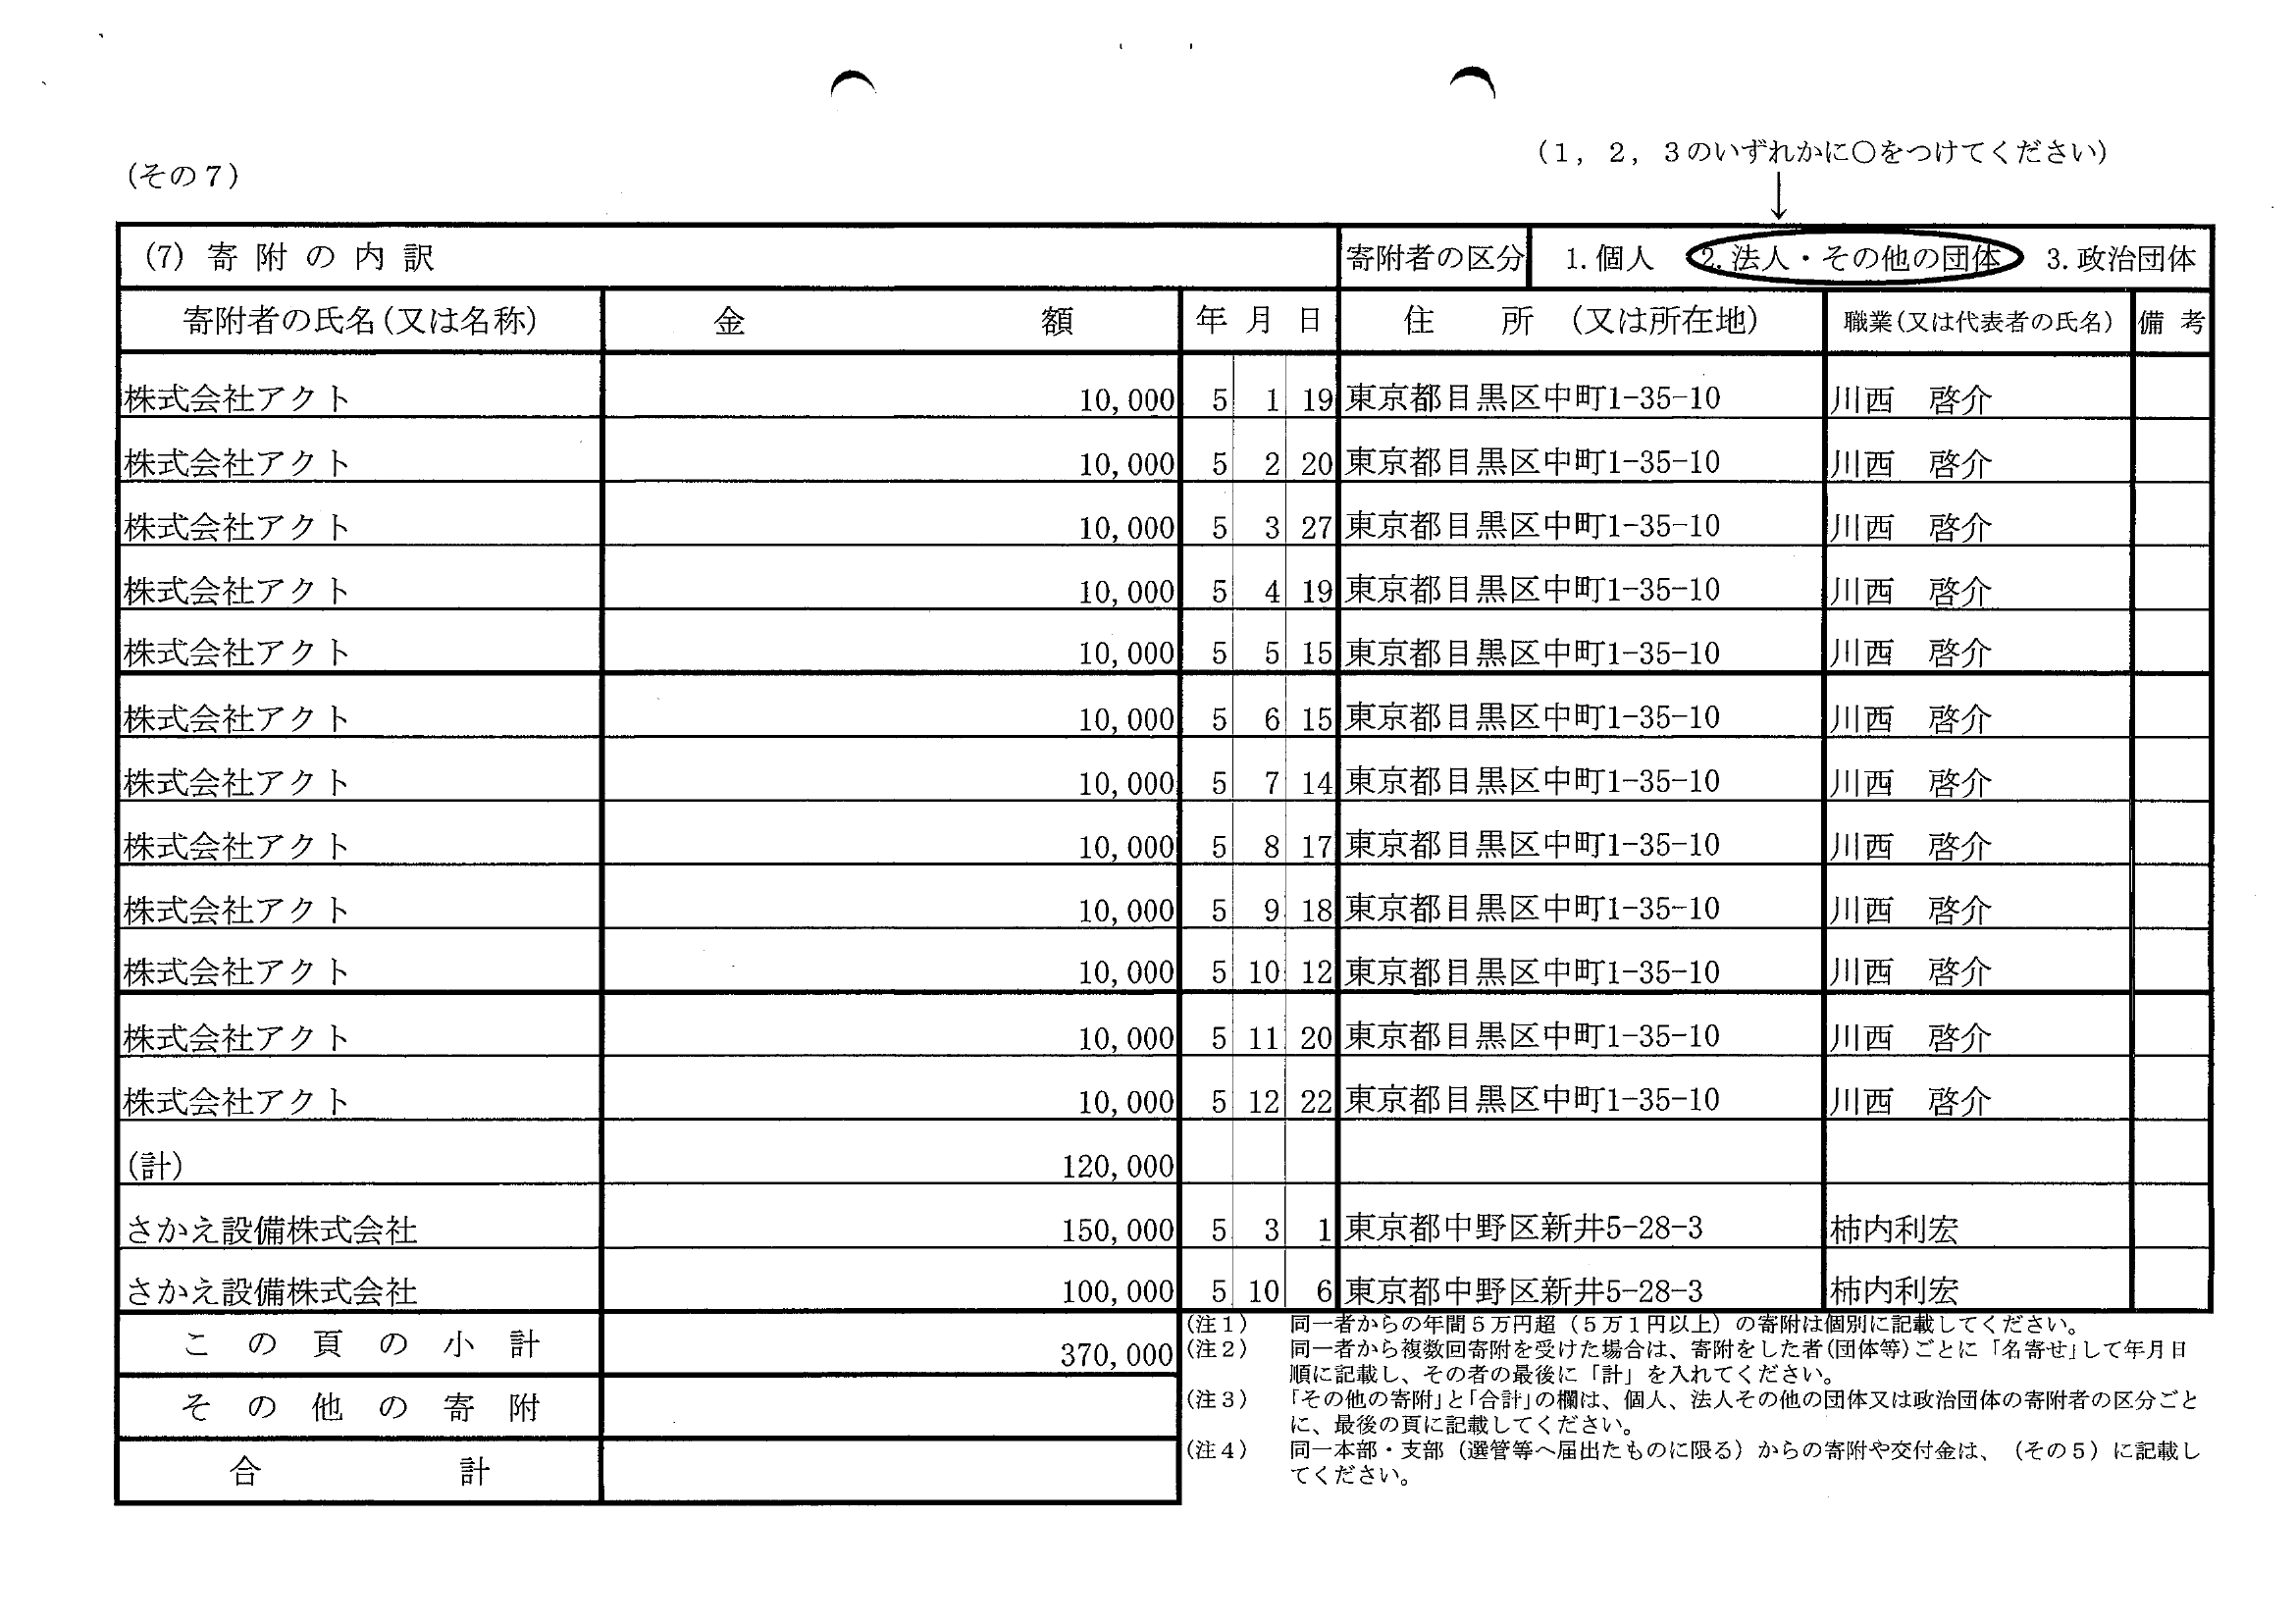 (その7)
(1, 2, 3のいずれかに○をつけてください)
↓
(7) 寄附の内訳 寄附者の区分 1.個人 2.法人・その他の団体 3.政治団体
寄附者の氏名(又は名称) 金額 年 月 日 住所 (又は所在地) 職業(又は代表者の氏名) 備考
株式会社アクト 10,000 5 1 19 東京都目黒区中町1-35-10 川西 啓介
株式会社アクト 10,000 5 2 20 東京都目黒区中町1-35-10 川西 啓介
株式会社アクト 10,000 5 3 27 東京都目黒区中町1-35-10 川西 啓介
株式会社アクト 10,000 5 4 19 東京都目黒区中町1-35-10 川西 啓介
株式会社アクト 10,000 5 5 15 東京都目黒区中町1-35-10 川西 啓介
株式会社アクト 10,000 5 6 15 東京都目黒区中町1-35-10 川西 啓介
株式会社アクト 10,000 5 7 14 東京都目黒区中町1-35-10 川西 啓介
株式会社アクト 10,000 5 8 17 東京都目黒区中町1-35-10 川西 啓介
株式会社アクト 10,000 5 9 18 東京都目黒区中町1-35-10 川西 啓介
株式会社アクト 10,000 5 10 12 東京都目黒区中町1-35-10 川西 啓介
株式会社アクト 10,000 5 11 20 東京都目黒区中町1-35-10 川西 啓介
株式会社アクト 10,000 5 12 22 東京都目黒区中町1-35-10 川西 啓介
(計) 120,000
さかえ設備株式会社 150,000 5 3 1 東京都中野区新井5-28-3 柿内利宏
さかえ設備株式会社 100,000 5 10 6 東京都中野区新井5-28-3 柿内利宏
この頁の小計 370,000
その他の寄附
合計
(注1) 同一者からの年間5万円超(5万1円以上)の寄附は個別に記載してください。
(注2) 同一者から複数回寄附を受けた場合は、寄附をした者(団体等)ごとに「名寄せ」して年月日
順に記載し、その者の最後に「計」を入れてください。
(注3) 「その他の寄附」と「合計」の欄は、個人、法人その他の団体又は政治団体の寄附者の区分ごと
に、最後の頁に記載してください。
(注4) 同一本部・支部(選管等へ届出たものに限る)からの寄附や交付金は、(その5)に記載し
てください。